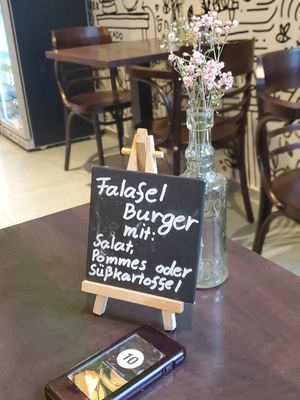 Falafel
Burger
mit:
Salat,
Pommes oder
Süßkartoffel
10